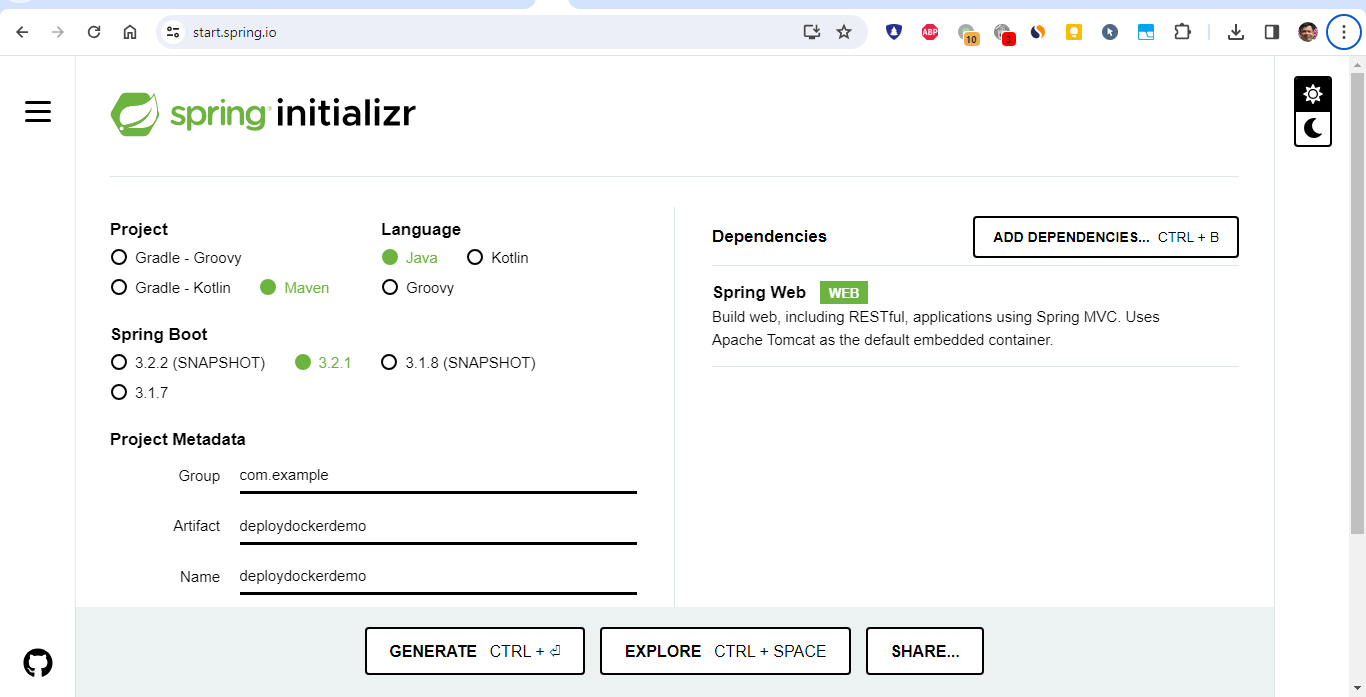 start.spring.io
ABP
10
spring initializr
Project
Gradle - Groovy
Gradle - Kotlin Maven
Language
Java Kotlin
Groovy
Spring Boot
3.2.2 (SNAPSHOT) 3.2.1 3.1.8 (SNAPSHOT)
3.1.7
Project Metadata
Group com.example
Artifact deploydockerdemo
Name deploydockerdemo
Dependencies
ADD DEPENDENCIES... CTRL + B
Spring Web WEB
Build web, including RESTful, applications using Spring MVC. Uses
Apache Tomcat as the default embedded container.
GENERATE CTRL + ⏎
EXPLORE CTRL + SPACE
SHARE...